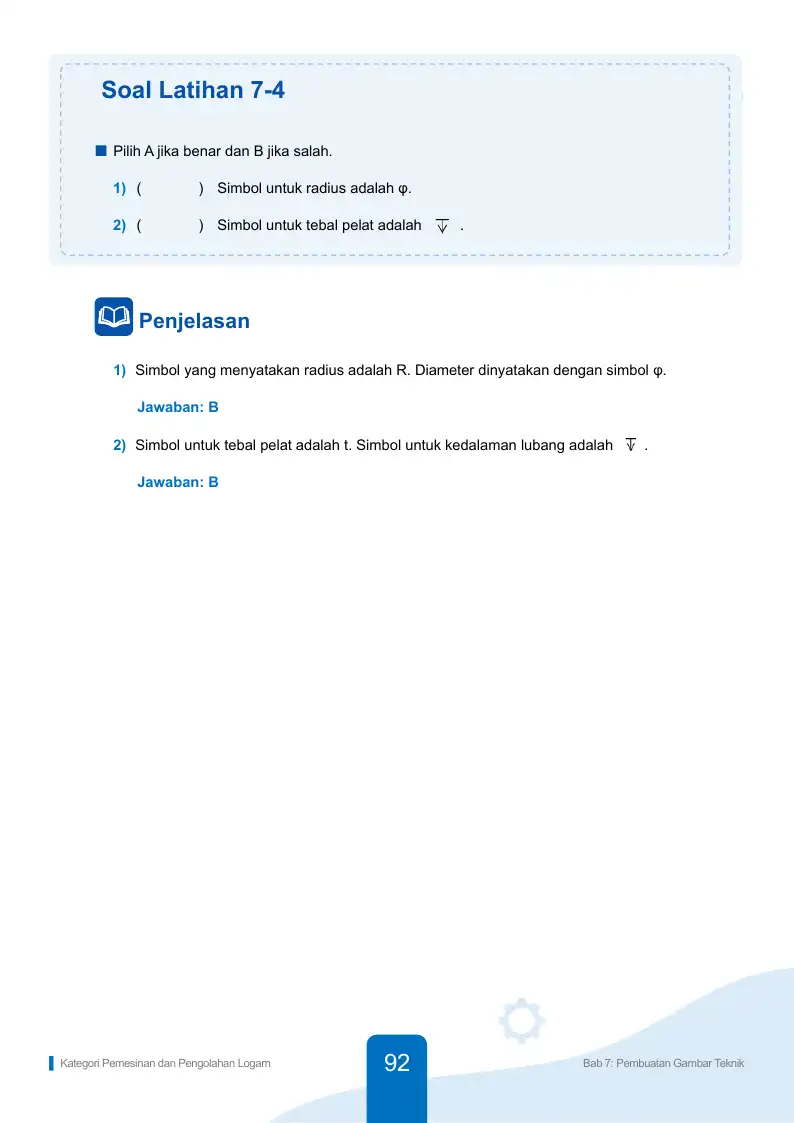 Soal Latihan 7-4
■ Pilih A jika benar dan B jika salah.
1) ( ) Simbol untuk radius adalah φ.
2) ( ) Simbol untuk tebal pelat adalah ↧ .
Penjelasan
1) Simbol yang menyatakan radius adalah R. Diameter dinyatakan dengan simbol φ.
Jawaban: B
2) Simbol untuk tebal pelat adalah t. Simbol untuk kedalaman lubang adalah ↧ .
Jawaban: B
Kategori Pemesinan dan Pengolahan Logam
92
Bab 7: Pembuatan Gambar Teknik